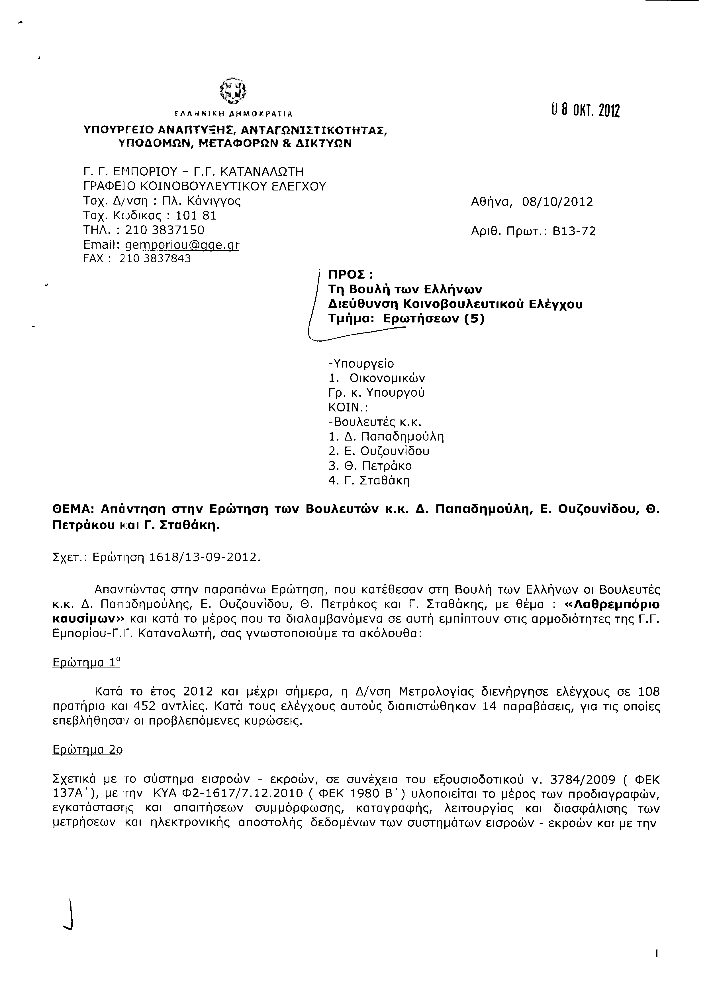 ΕΛΛΗΝΙΚΗ ΔΗΜΟΚΡΑΤΙΑ
08 ΟΚΤ. 2012
ΥΠΟΥΡΓΕΙΟ ΑΝΑΠΤΥΞΗΣ, ΑΝΤΑΓΩΝΙΣΤΙΚΟΤΗΤΑΣ,
ΥΠΟΔΟΜΩΝ, ΜΕΤΑΦΟΡΩΝ & ΔΙΚΤΥΩΝ
Γ. Γ. ΕΜΠΟΡΙΟΥ – Γ.Γ. ΚΑΤΑΝΑΛΩΤΗ
ΓΡΑΦΕΙΟ ΚΟΙΝΟΒΟΥΛΕΥΤΙΚΟΥ ΕΛΕΓΧΟΥ
Ταχ. Δ/νση : Πλ. Κάνιγγος
Ταχ. Κώδικας : 101 81
ΤΗΛ. : 210 3837150
Email: gemporiou@gge.gr
FAX : 210 3837843
Αθήνα, 08/10/2012
Αριθ. Πρωτ.: Β13-72
ΠΡΟΣ :
Τη Βουλή των Ελλήνων
Διεύθυνση Κοινοβουλευτικού Ελέγχου
Τμήμα: Ερωτήσεων (5)
-Υπουργείο
1. Οικονομικών
Γρ. κ. Υπουργού
ΚΟΙΝ.:
-Βουλευτές κ.κ.
1. Δ. Παπαδημούλη
2. Ε. Ουζουνίδου
3. Θ. Πετράκο
4. Γ. Σταθάκη
ΘΕΜΑ: Απάντηση στην Ερώτηση των Βουλευτών κ.κ. Δ. Παπαδημούλη, Ε. Ουζουνίδου, Θ.
Πετράκου και Γ. Σταθάκη.
Σχετ.: Ερώτηση 1618/13-09-2012.
Απαντώντας στην παραπάνω Ερώτηση, που κατέθεσαν στη Βουλή των Ελλήνων οι Βουλευτές
κ.κ. Δ. Παπαδημούλης, Ε. Ουζουνίδου, Θ. Πετράκος και Γ. Σταθάκης, με θέμα : «Λαθρεμπόριο
καυσίμων» και κατά το μέρος που τα διαλαμβανόμενα σε αυτή εμπίπτουν στις αρμοδιότητες της Γ.Γ.
Εμπορίου-Γ.Γ. Καταναλωτή, σας γνωστοποιούμε τα ακόλουθα:
Ερώτημα 1ο
Κατά το έτος 2012 και μέχρι σήμερα, η Δ/νση Μετρολογίας διενήργησε ελέγχους σε 108
πρατήρια και 452 αντλίες. Κατά τους ελέγχους αυτούς διαπιστώθηκαν 14 παραβάσεις, για τις οποίες
επεβλήθησαν οι προβλεπόμενες κυρώσεις.
Ερώτημα 2ο
Σχετικά με το σύστημα εισροών - εκροών, σε συνέχεια του εξουσιοδοτικού ν. 3784/2009 ( ΦΕΚ
137Α΄), με την ΚΥΑ Φ2-1617/7.12.2010 ( ΦΕΚ 1980 Β΄) υλοποιείται το μέρος των προδιαγραφών,
εγκατάστασης και απαιτήσεων συμμόρφωσης, καταγραφής, λειτουργίας και διασφάλισης των
μετρήσεων και ηλεκτρονικής αποστολής δεδομένων των συστημάτων εισροών - εκροών και με την
1